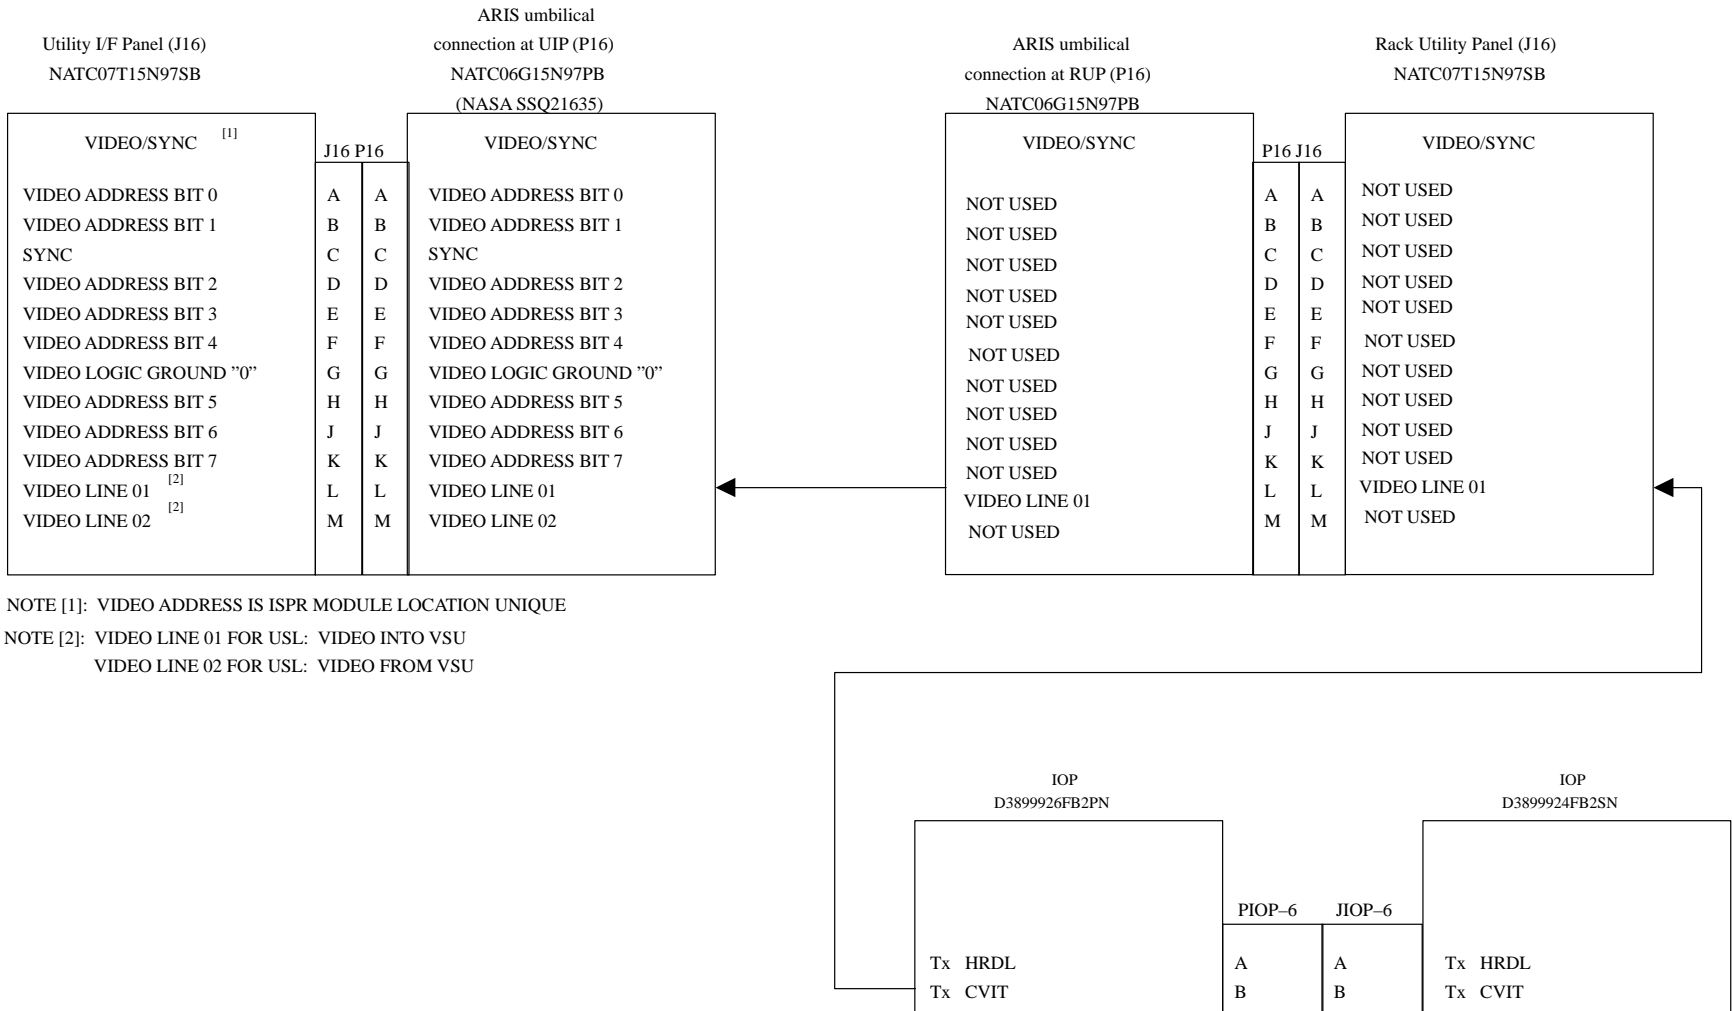 Utility I/F Panel (J16)
NATC07T15N97SB
ARIS umbilical
connection at UIP (P16)
NATC06G15N97PB
(NASA SSQ21635)
ARIS umbilical
connection at RUP (P16)
NATC06G15N97PB
Rack Utility Panel (J16)
NATC07T15N97SB
VIDEO/SYNC [1]
VIDEO ADDRESS BIT 0
VIDEO ADDRESS BIT 1
SYNC
VIDEO ADDRESS BIT 2
VIDEO ADDRESS BIT 3
VIDEO ADDRESS BIT 4
VIDEO LOGIC GROUND ”0”
VIDEO ADDRESS BIT 5
VIDEO ADDRESS BIT 6
VIDEO ADDRESS BIT 7
VIDEO LINE 01 [2]
VIDEO LINE 02 [2]
J16 P16
A A
B B
C C
D D
E E
F F
G G
H H
J J
K K
L L
M M
VIDEO/SYNC
VIDEO ADDRESS BIT 0
VIDEO ADDRESS BIT 1
SYNC
VIDEO ADDRESS BIT 2
VIDEO ADDRESS BIT 3
VIDEO ADDRESS BIT 4
VIDEO LOGIC GROUND ”0”
VIDEO ADDRESS BIT 5
VIDEO ADDRESS BIT 6
VIDEO ADDRESS BIT 7
VIDEO LINE 01
VIDEO LINE 02
VIDEO/SYNC
NOT USED
NOT USED
NOT USED
NOT USED
NOT USED
NOT USED
NOT USED
NOT USED
NOT USED
NOT USED
VIDEO LINE 01
NOT USED
P16 J16
A A
B B
C C
D D
E E
F F
G G
H H
J J
K K
L L
M M
VIDEO/SYNC
NOT USED
NOT USED
NOT USED
NOT USED
NOT USED
NOT USED
NOT USED
NOT USED
NOT USED
NOT USED
VIDEO LINE 01
NOT USED
NOTE [1]: VIDEO ADDRESS IS ISPR MODULE LOCATION UNIQUE
NOTE [2]: VIDEO LINE 01 FOR USL: VIDEO INTO VSU
VIDEO LINE 02 FOR USL: VIDEO FROM VSU
IOP
D3899926FB2PN
IOP
D3899924FB2SN
PIOP–6 JIOP–6
Tx HRDL A A Tx HRDL
Tx CVIT B B Tx CVIT